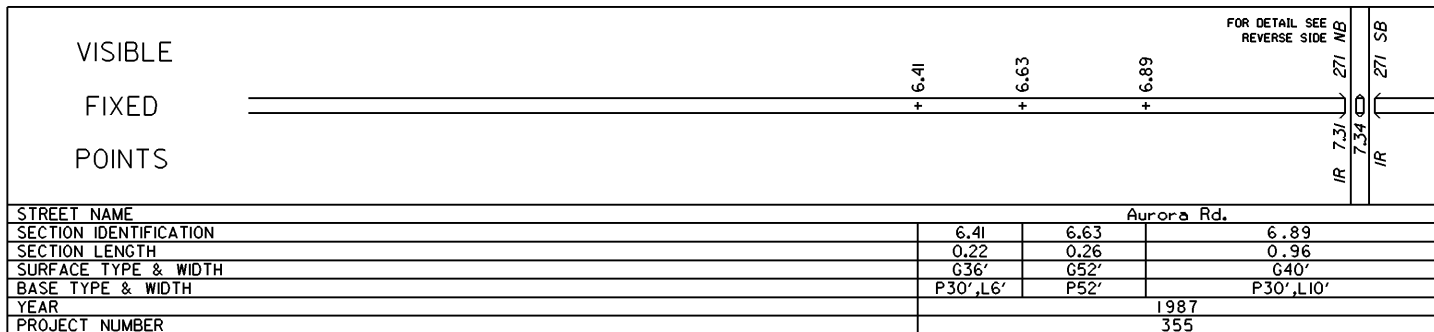 FOR DETAIL SEE
REVERSE SIDE
VISIBLE
FIXED
POINTS
6.41
6.63
6.89
IR 7.31 271 NB
7.34
IR 271 SB
STREET NAME Aurora Rd.
SECTION IDENTIFICATION 6.41 6.63 6.89
SECTION LENGTH 0.22 0.26 0.96
SURFACE TYPE & WIDTH G36' G52' G40'
BASE TYPE & WIDTH P30',L6' P52' P30',L10'
YEAR 1987
PROJECT NUMBER 355